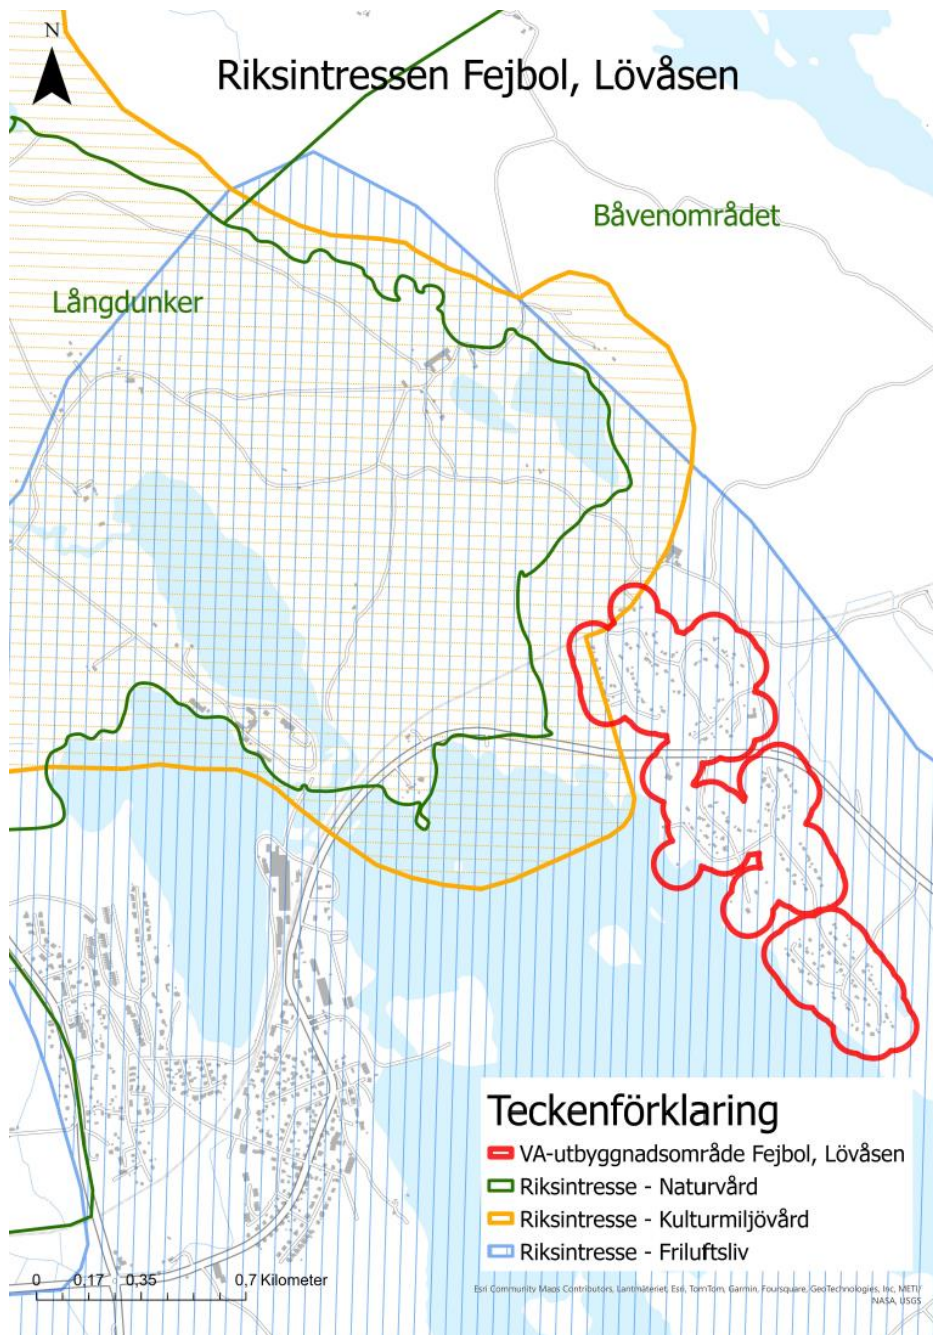 N
Riksintressen Fejbol, Lövåsen
Båvenområdet
Långdunker
Teckenförklaring
VA-utbyggnadsområde Fejbol, Lövåsen
Riksintresse - Naturvård
Riksintresse - Kulturmiljövård
Riksintresse - Friluftsliv
0 0,17 0,35 0,7 Kilometer
Esri Community Maps Contributors, Lantmäteriet, Esri, TomTom, Garmin, Foursquare, GeoTechnologies, Inc, METI/
NASA, USGS